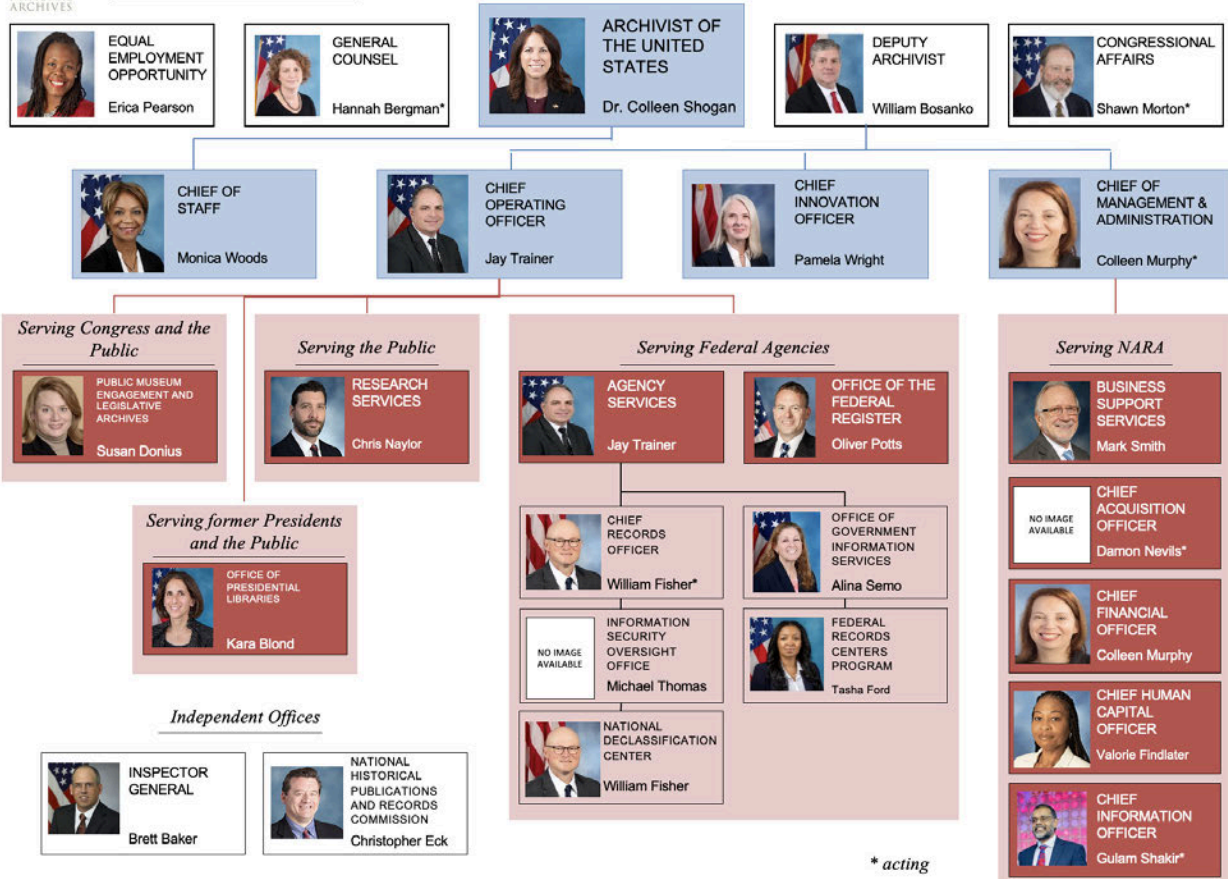 ARCHIVES
EQUAL
EMPLOYMENT
OPPORTUNITY
Erica Pearson
GENERAL
COUNSEL
Hannah Bergman*
ARCHIVIST OF
THE UNITED
STATES
Dr. Colleen Shogan
DEPUTY
ARCHIVIST
William Bosanko
CONGRESSIONAL
AFFAIRS
Shawn Morton*
CHIEF OF
STAFF
Monica Woods
CHIEF
OPERATING
OFFICER
Jay Trainer
CHIEF
INNOVATION
OFFICER
Pamela Wright
CHIEF OF
MANAGEMENT &
ADMINISTRATION
Colleen Murphy*
Serving Congress and the
Public
PUBLIC MUSEUM
ENGAGEMENT AND
LEGISLATIVE
ARCHIVES
Susan Donius
Serving the Public
RESEARCH
SERVICES
Chris Naylor
Serving former Presidents
and the Public
OFFICE OF
PRESIDENTIAL
LIBRARIES
Kara Blond
Serving Federal Agencies
AGENCY
SERVICES
Jay Trainer
OFFICE OF THE
FEDERAL
REGISTER
Oliver Potts
CHIEF
RECORDS
OFFICER
William Fisher*
OFFICE OF
GOVERNMENT
INFORMATION
SERVICES
Alina Semo
NO IMAGE
AVAILABLE
INFORMATION
SECURITY
OVERSIGHT
OFFICE
Michael Thomas
FEDERAL
RECORDS
CENTERS
PROGRAM
Tasha Ford
NATIONAL
DECLASSIFICATION
CENTER
William Fisher
Serving NARA
BUSINESS
SUPPORT
SERVICES
Mark Smith
NO IMAGE
AVAILABLE
CHIEF
ACQUISITION
OFFICER
Damon Nevils*
CHIEF
FINANCIAL
OFFICER
Colleen Murphy
CHIEF HUMAN
CAPITAL
OFFICER
Valorie Findlater
CHIEF
INFORMATION
OFFICER
Gulam Shakir*
Independent Offices
INSPECTOR
GENERAL
Brett Baker
NATIONAL
HISTORICAL
PUBLICATIONS
AND RECORDS
COMMISSION
Christopher Eck
* acting